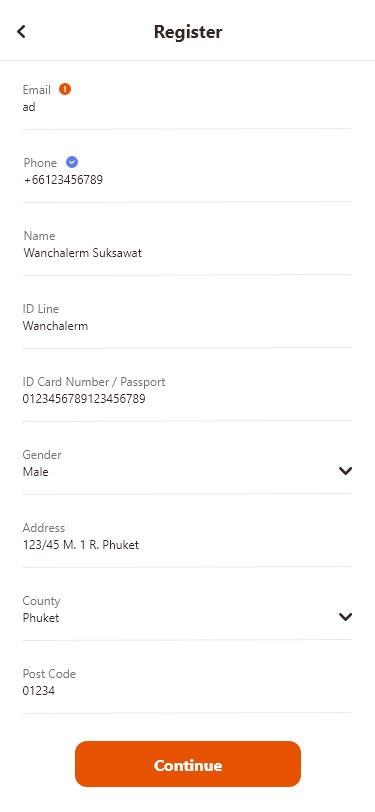 Register
Email
ad
Phone
+66123456789
Name
Wanchalerm Suksawat
ID Line
Wanchalerm
ID Card Number / Passport
0123456789123456789
Gender
Male
Address
123/45 M. 1 R. Phuket
County
Phuket
Post Code
01234
Continue